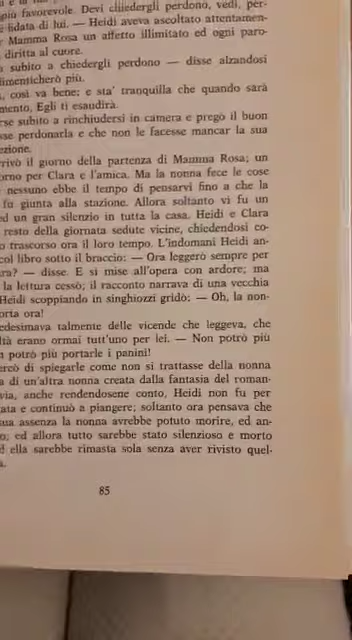 più favorevole. Devi chiedergli perdono, vedi, per-
fidata di lui. — Heidi aveva ascoltato attentamen-
Mamma Rosa un affetto illimitato ed ogni paro-
diritta al cuore.
subito a chiedergli perdono — disse alzandosi
imenticherò più.
, così va bene; e sta' tranquilla che quando sarà
mento, Egli ti esaudirà.
rse subito a rinchiudersi in camera e pregò il buon
sse perdonarla e che non le facesse mancar la sua
ezione.
rivò il giorno della partenza di Mamma Rosa; un
orno per Clara e l'amica. Ma la nonna fece le cose
nessuno ebbe il tempo di pensarvi fino a che la
fu giunta alla stazione. Allora soltanto vi fu un
ed un gran silenzio in tutta la casa. Heidi e Clara
resto della giornata sedute vicine, chiedendosi co-
o trascorso ora il loro tempo. L'indomani Heidi an-
col libro sotto il braccio: — Ora leggerò sempre per
ra? — disse. E si mise all'opera con ardore; ma
la lettura cessò; il racconto narrava di una vecchia
Heidi scoppiando in singhiozzi gridò: — Oh, la non-
orta ora!
edesimava talmente delle vicende che leggeva, che
ltà erano ormai tutt'uno per lei. — Non potrò più
n potrò più portarle i panini!
ercò di spiegarle come non si trattasse della nonna
a di un'altra nonna creata dalla fantasia del roman-
via, anche rendendosene conto, Heidi non fu per
ata e continuò a piangere; soltanto ora pensava che
sua assenza la nonna avrebbe potuto morire, ed an-
o; ed allora tutto sarebbe stato silenzioso e morto
d ella sarebbe rimasta sola senza aver rivisto quel-
a.
85